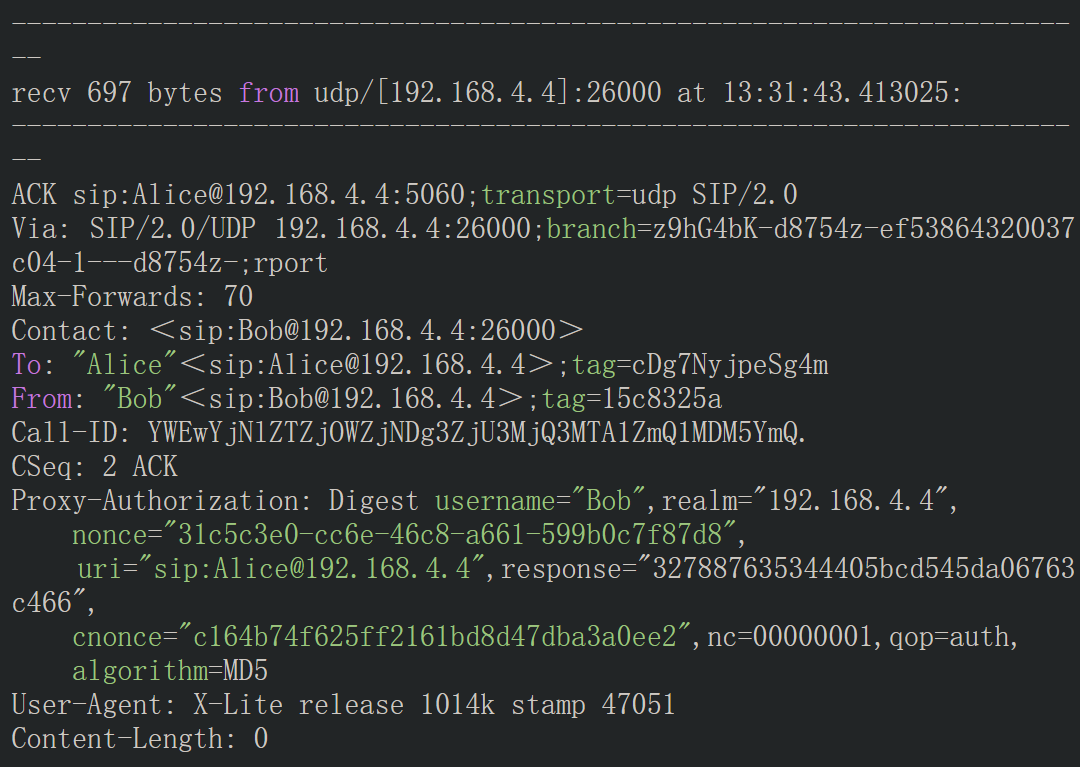 ------------------------------------------------------------------------
--
recv 697 bytes from udp/[192.168.4.4]:26000 at 13:31:43.413025:
------------------------------------------------------------------------
--
ACK sip:Alice@192.168.4.4:5060;transport=udp SIP/2.0
Via: SIP/2.0/UDP 192.168.4.4:26000;branch=z9hG4bK-d8754z-ef53864320037
c04-1---d8754z-;rport
Max-Forwards: 70
Contact: <sip:Bob@192.168.4.4:26000>
To: "Alice"<sip:Alice@192.168.4.4>;tag=cDg7NyjpeSg4m
From: "Bob"<sip:Bob@192.168.4.4>;tag=15c8325a
Call-ID: YWEwYjNlZTZjOWZjNDg3ZjU3MjQ3MTA1ZmQ1MDM5YmQ.
CSeq: 2 ACK
Proxy-Authorization: Digest username="Bob",realm="192.168.4.4",
    nonce="31c5c3e0-cc6e-46c8-a661-599b0c7f87d8",
    uri="sip:Alice@192.168.4.4",response="327887635344405bcd545da06763
c466",
    cnonce="c164b74f625ff2161bd8d47dba3a0ee2",nc=00000001,qop=auth,
    algorithm=MD5
User-Agent: X-Lite release 1014k stamp 47051
Content-Length: 0